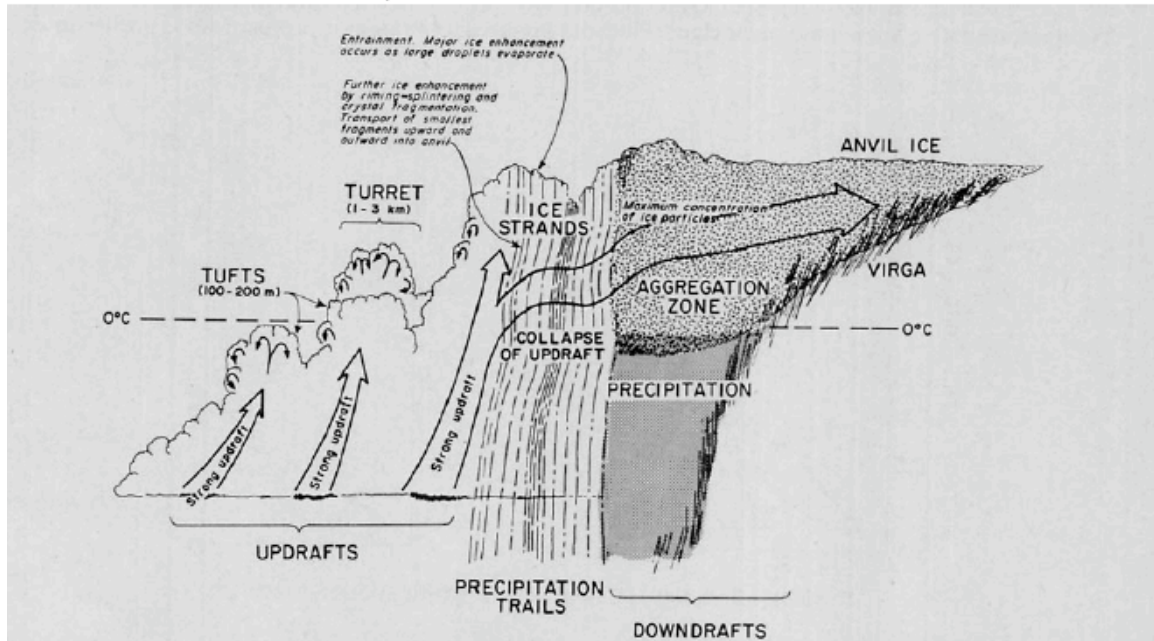 Entrainment. Major ice enhancement
occurs as large droplets evaporate
Further ice enhancement
by riming-splintering and
crystal fragmentation.
Transport of smallest
fragments upward and
outward into anvil
ANVIL ICE
TURRET
(1-3 km)
ICE
STRANDS
Maximum concentration
of ice particles
TUFTS
(100-200 m)
VIRGA
AGGREGATION
ZONE
0°C
0°C
COLLAPSE
OF UPDRAFT
PRECIPITATION
Strong updraft
Strong updraft
Strong updraft
UPDRAFTS
PRECIPITATION
TRAILS
DOWNDRAFTS